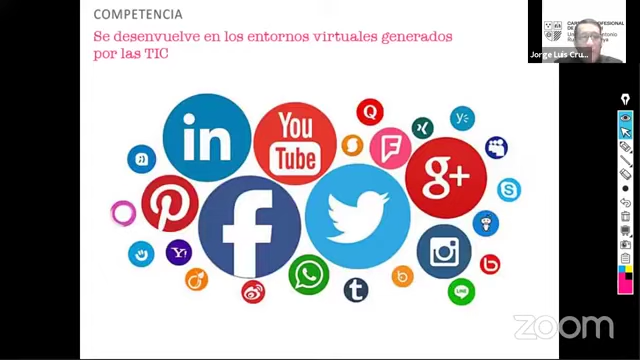 COMPETENCIA
Se desenvuelve en los entornos virtuales generados
por las TIC
Jorge Luis Cru...
in
You
Tube
Q
f
g+
Y!
t
b
LINE
zoom